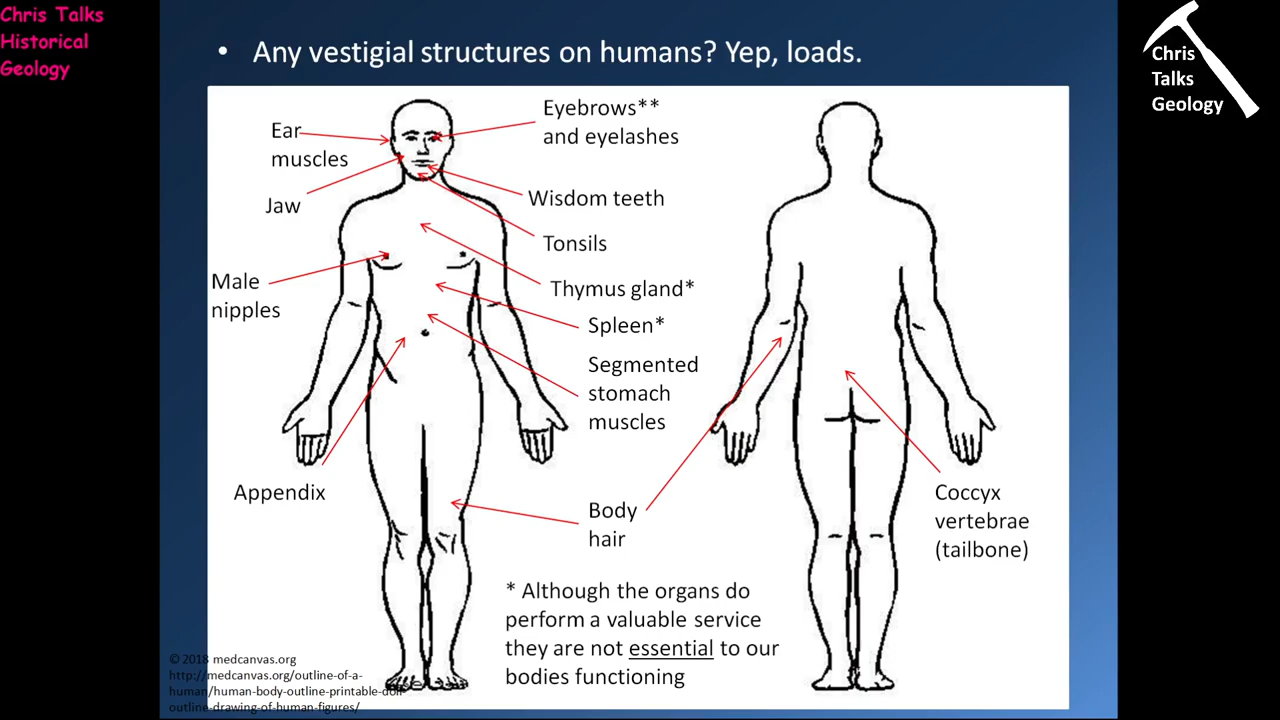 Chris Talks
Historical
Geology
• Any vestigial structures on humans? Yep, loads.
Chris
Talks
Geology
Ear
muscles
Jaw
Male
nipples
Appendix
Eyebrows**
and eyelashes
Wisdom teeth
Tonsils
Thymus gland*
Spleen*
Segmented
stomach
muscles
Body
hair
Coccyx
vertebrae
(tailbone)
* Although the organs do
perform a valuable service
they are not essential to our
bodies functioning
© 2018 medcanvas.org
http://medcanvas.org/outline-of-a-
human/human-body-outline-printable-doll-
outline-drawing-of-human-figures/